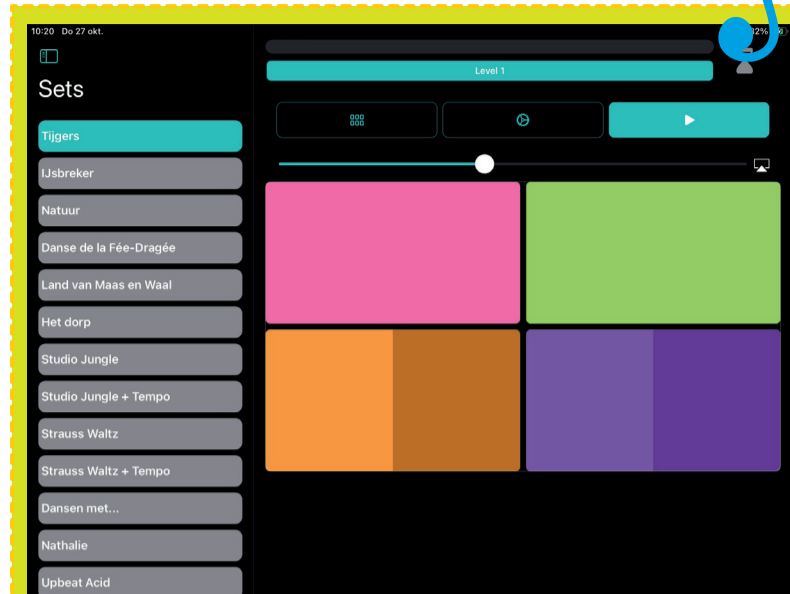 10:20 Do 27 okt.
2%
Level 1
Sets
Tijgers
IJsbreker
Natuur
Danse de la Fée-Dragée
Land van Maas en Waal
Het dorp
Studio Jungle
Studio Jungle + Tempo
Strauss Waltz
Strauss Waltz + Tempo
Dansen met...
Nathalie
Upbeat Acid